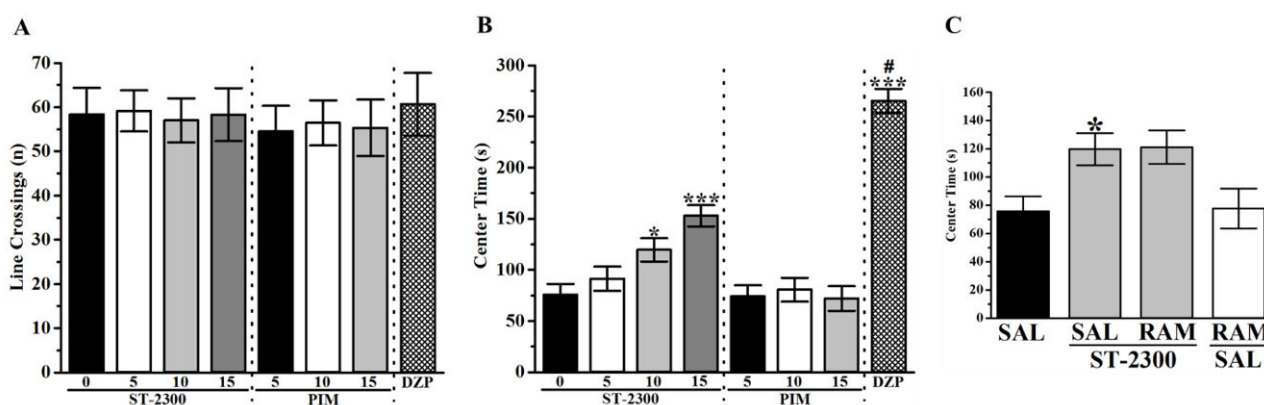 A
Line Crossings (n)
70
60
50
40
30
20
10
0
0 5 10 15 5 10 15 DZP
ST-2300 PIM
B
Center Time (s)
300
250
200
150
100
75
50
25
0
#
***
***
*
0 5 10 15 5 10 15 DZP
ST-2300 PIM
C
Center Time (s)
160
140
120
100
80
60
40
20
0
*
SAL SAL RAM RAM
ST-2300 SAL